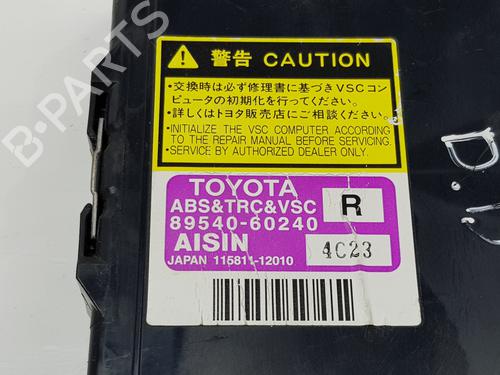 B-PARTS
警告 CAUTION
・交換時は必ず修理書に基づきVSCコン
ピュータの初期化を行ってください。
・詳しくはトヨタ販売店にご相談ください。
・INITIALIZE THE VSC COMPUTER ACCORDING
TO THE REPAIR MANUAL BEFORE SERVICING.
・SERVICE BY AUTHORIZED DEALER ONLY.
TOYOTA
ABS&TRC&VSC R
89540-60240
AISIN 4C23
JAPAN 115811-12010